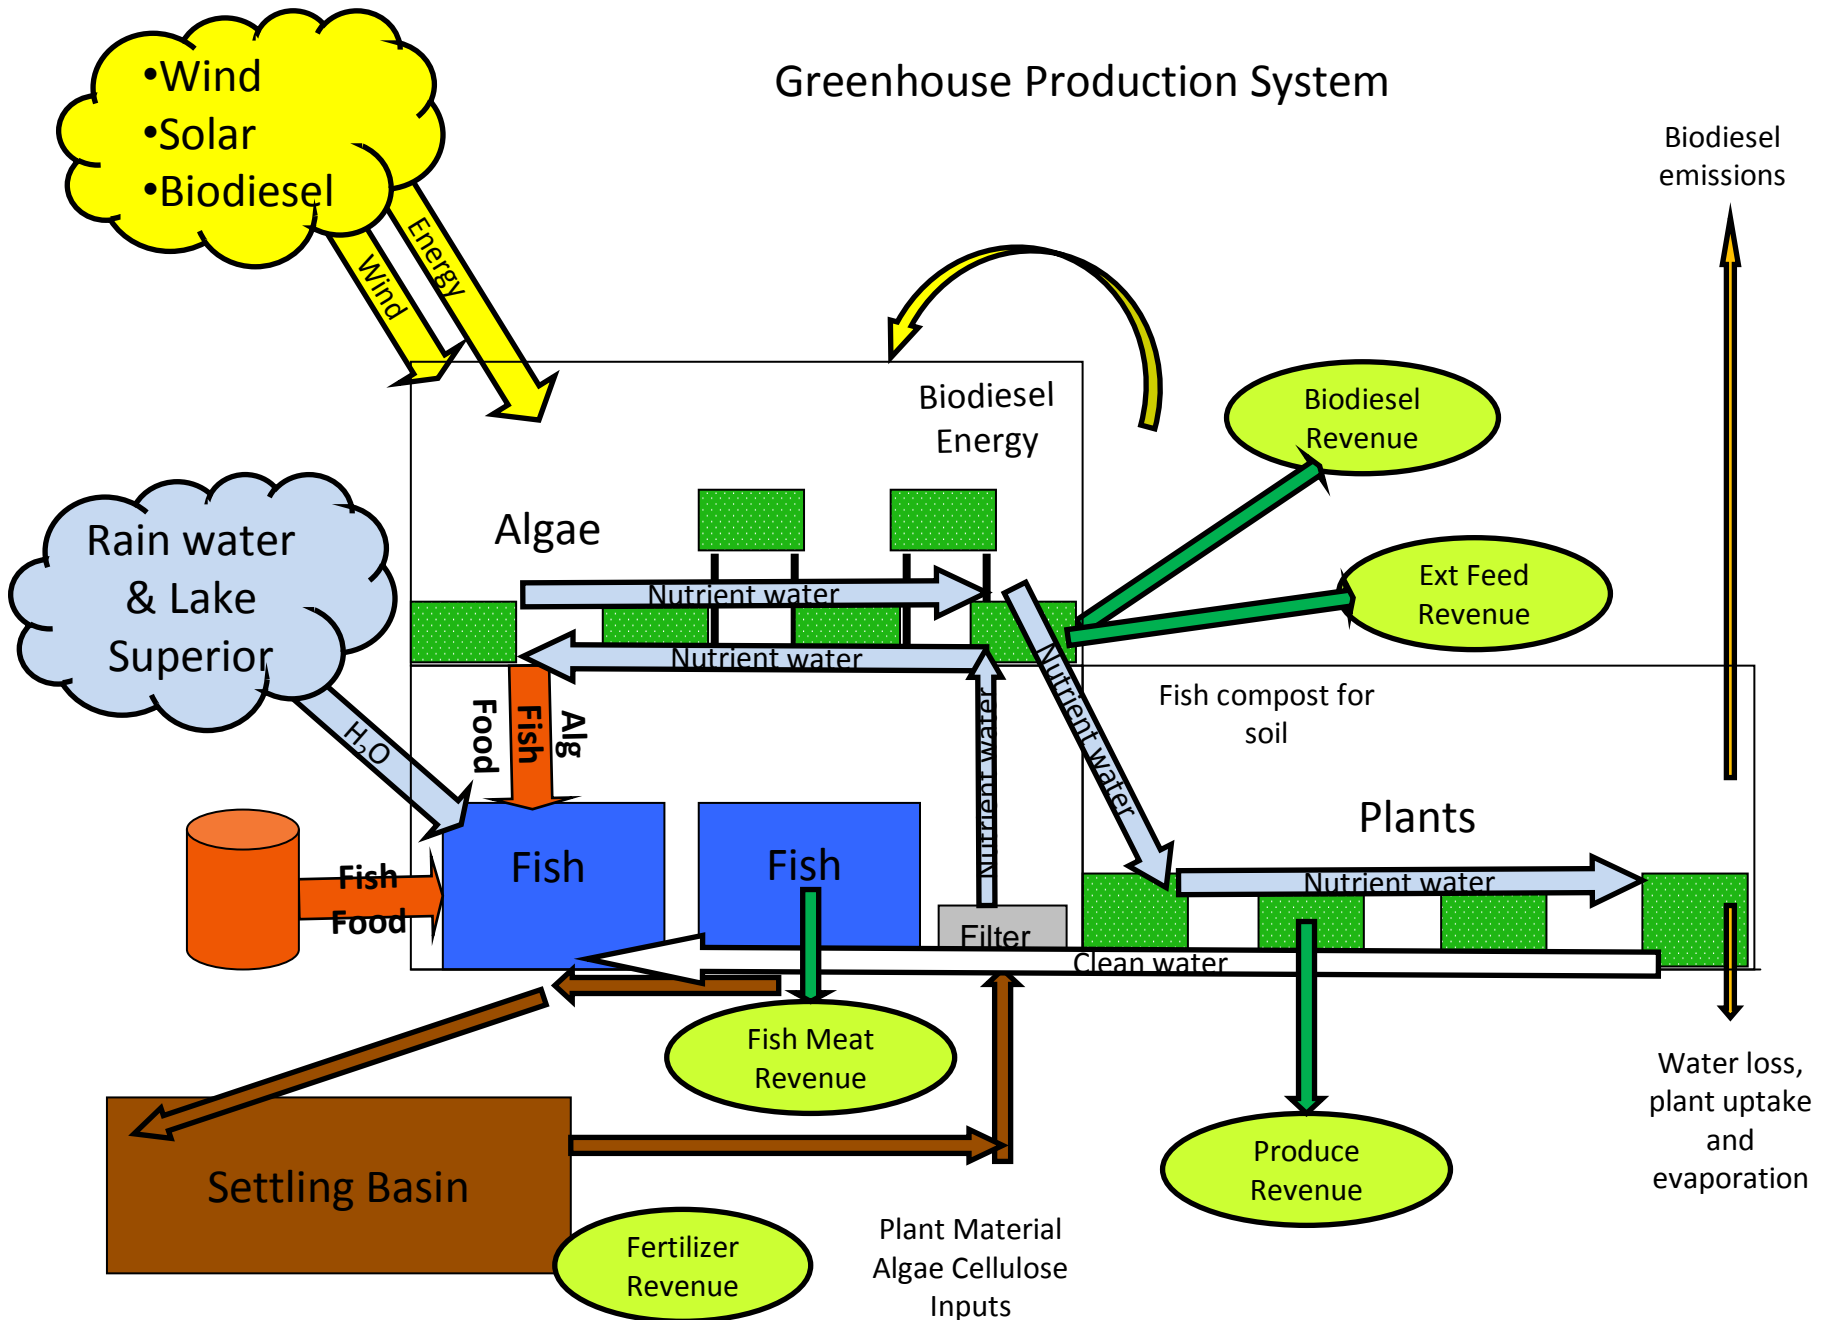 Greenhouse Production System
•Wind
•Solar
•Biodiesel
Wind
Energy
Biodiesel
emissions
Biodiesel
Energy
Biodiesel
Revenue
Ext Feed
Revenue
Rain water
& Lake
Superior
H₂O
Algae
Nutrient water
Nutrient water
Nutrient water
Nutrient water
Alg
Fish
Food
Fish compost for
soil
Plants
Fish
Food
Fish
Fish
Filter
Nutrient water
Clean water
Fish Meat
Revenue
Produce
Revenue
Water loss,
plant uptake
and
evaporation
Settling Basin
Fertilizer
Revenue
Plant Material
Algae Cellulose
Inputs